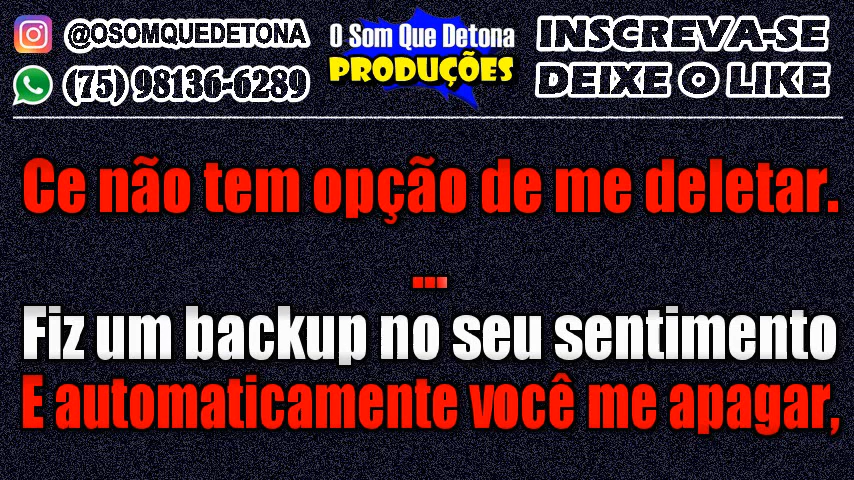 @OSOMQUEDETONA
(75) 98136-6289
O Som Que Detona
PRODUÇÕES
INSCREVA-SE
DEIXE O LIKE
Ce não tem opção de me deletar.
...
Fiz um backup no seu sentimento
E automaticamente você me apagar,